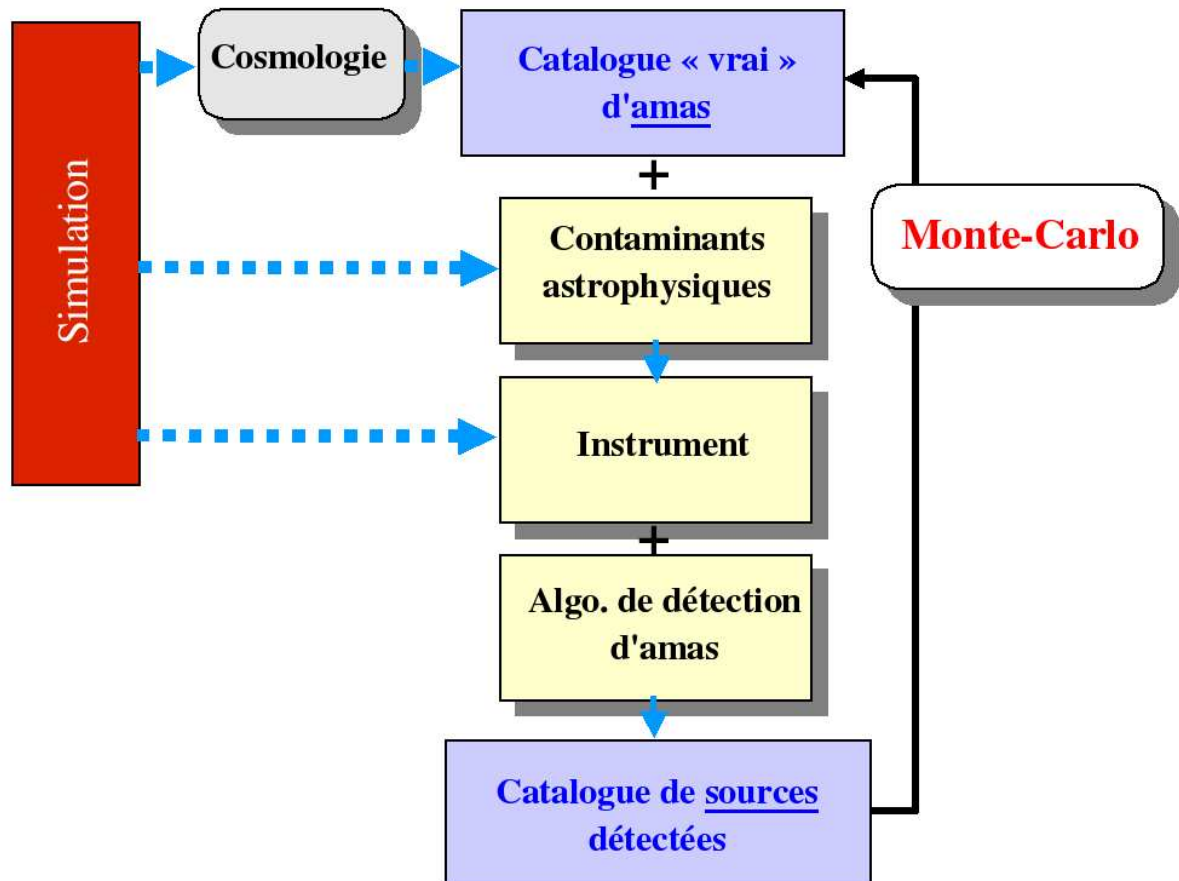 Simulation
Cosmologie
Catalogue « vrai »
d'amas
+
Contaminants
astrophysiques
Monte-Carlo
Instrument
+
Algo. de détection
d'amas
Catalogue de sources
détectées